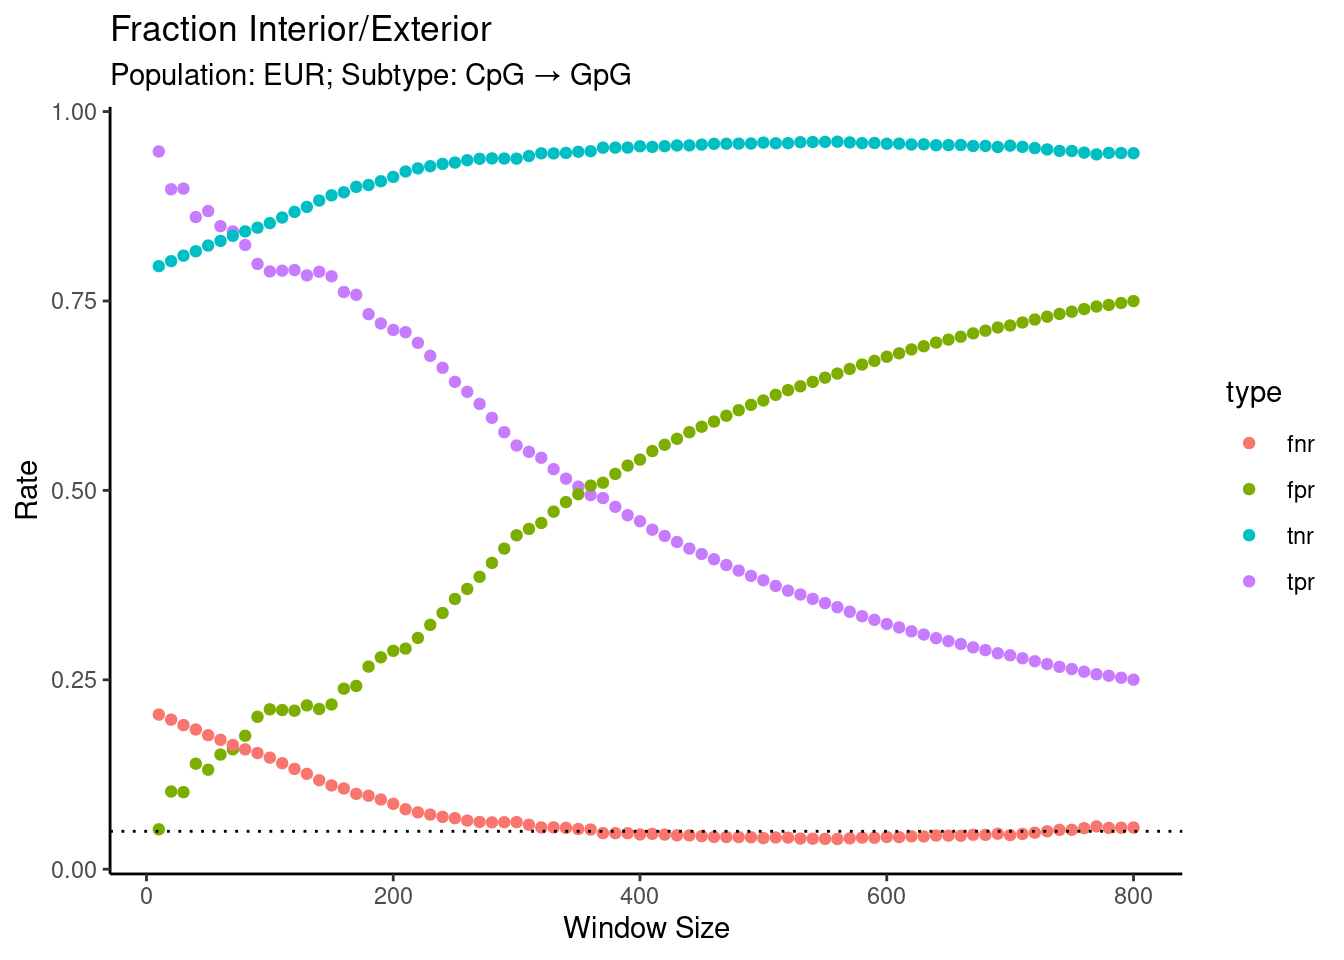 Fraction Interior/Exterior
Population: EUR; Subtype: CpG → GpG
1.00
0.75
0.50
0.25
0.00
Rate
0 200 400 600 800
Window Size
type
fnr
fpr
tnr
tpr